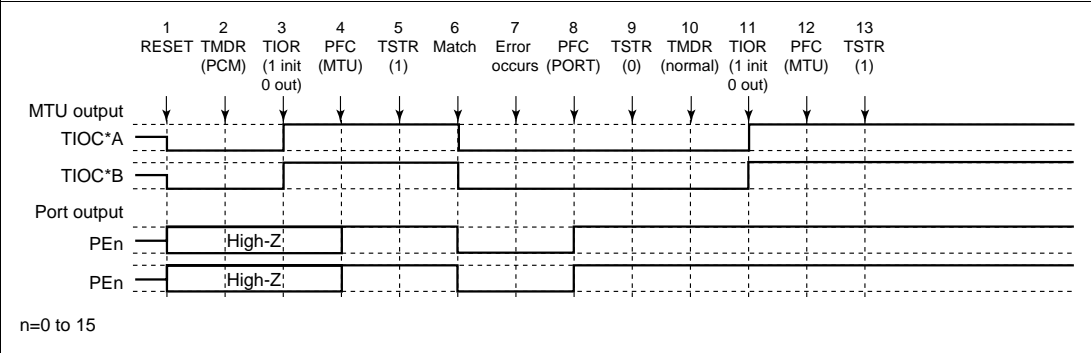 1 2 3 4 5 6 7 8 9 10 11 12 13
RESET TMDR TIOR PFC TSTR Match Error PFC TSTR TMDR TIOR PFC TSTR
(PCM) (1 init (MTU) (1) occurs (PORT) (0) (normal) (1 init (MTU) (1)
0 out) 0 out)
MTU output
TIOC*A
TIOC*B
Port output
PEn High-Z
PEn High-Z
n=0 to 15